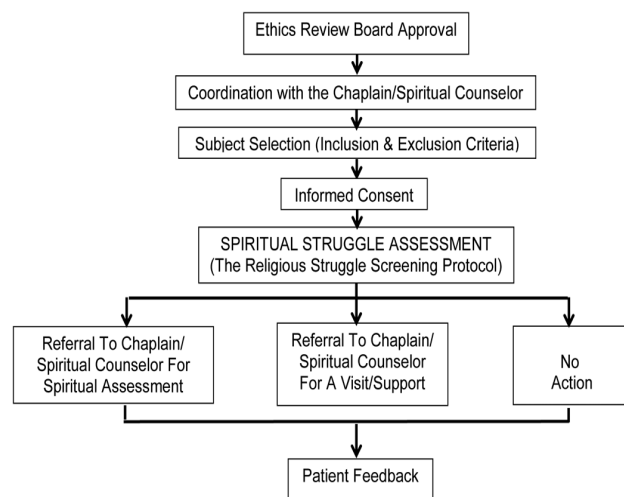 Ethics Review Board Approval
Coordination with the Chaplain/Spiritual Counselor
Subject Selection (Inclusion & Exclusion Criteria)
Informed Consent
SPIRITUAL STRUGGLE ASSESSMENT
(The Religious Struggle Screening Protocol)
Referral To Chaplain/
Spiritual Counselor For
Spiritual Assessment
Referral To Chaplain/
Spiritual Counselor
For A Visit/Support
No
Action
Patient Feedback